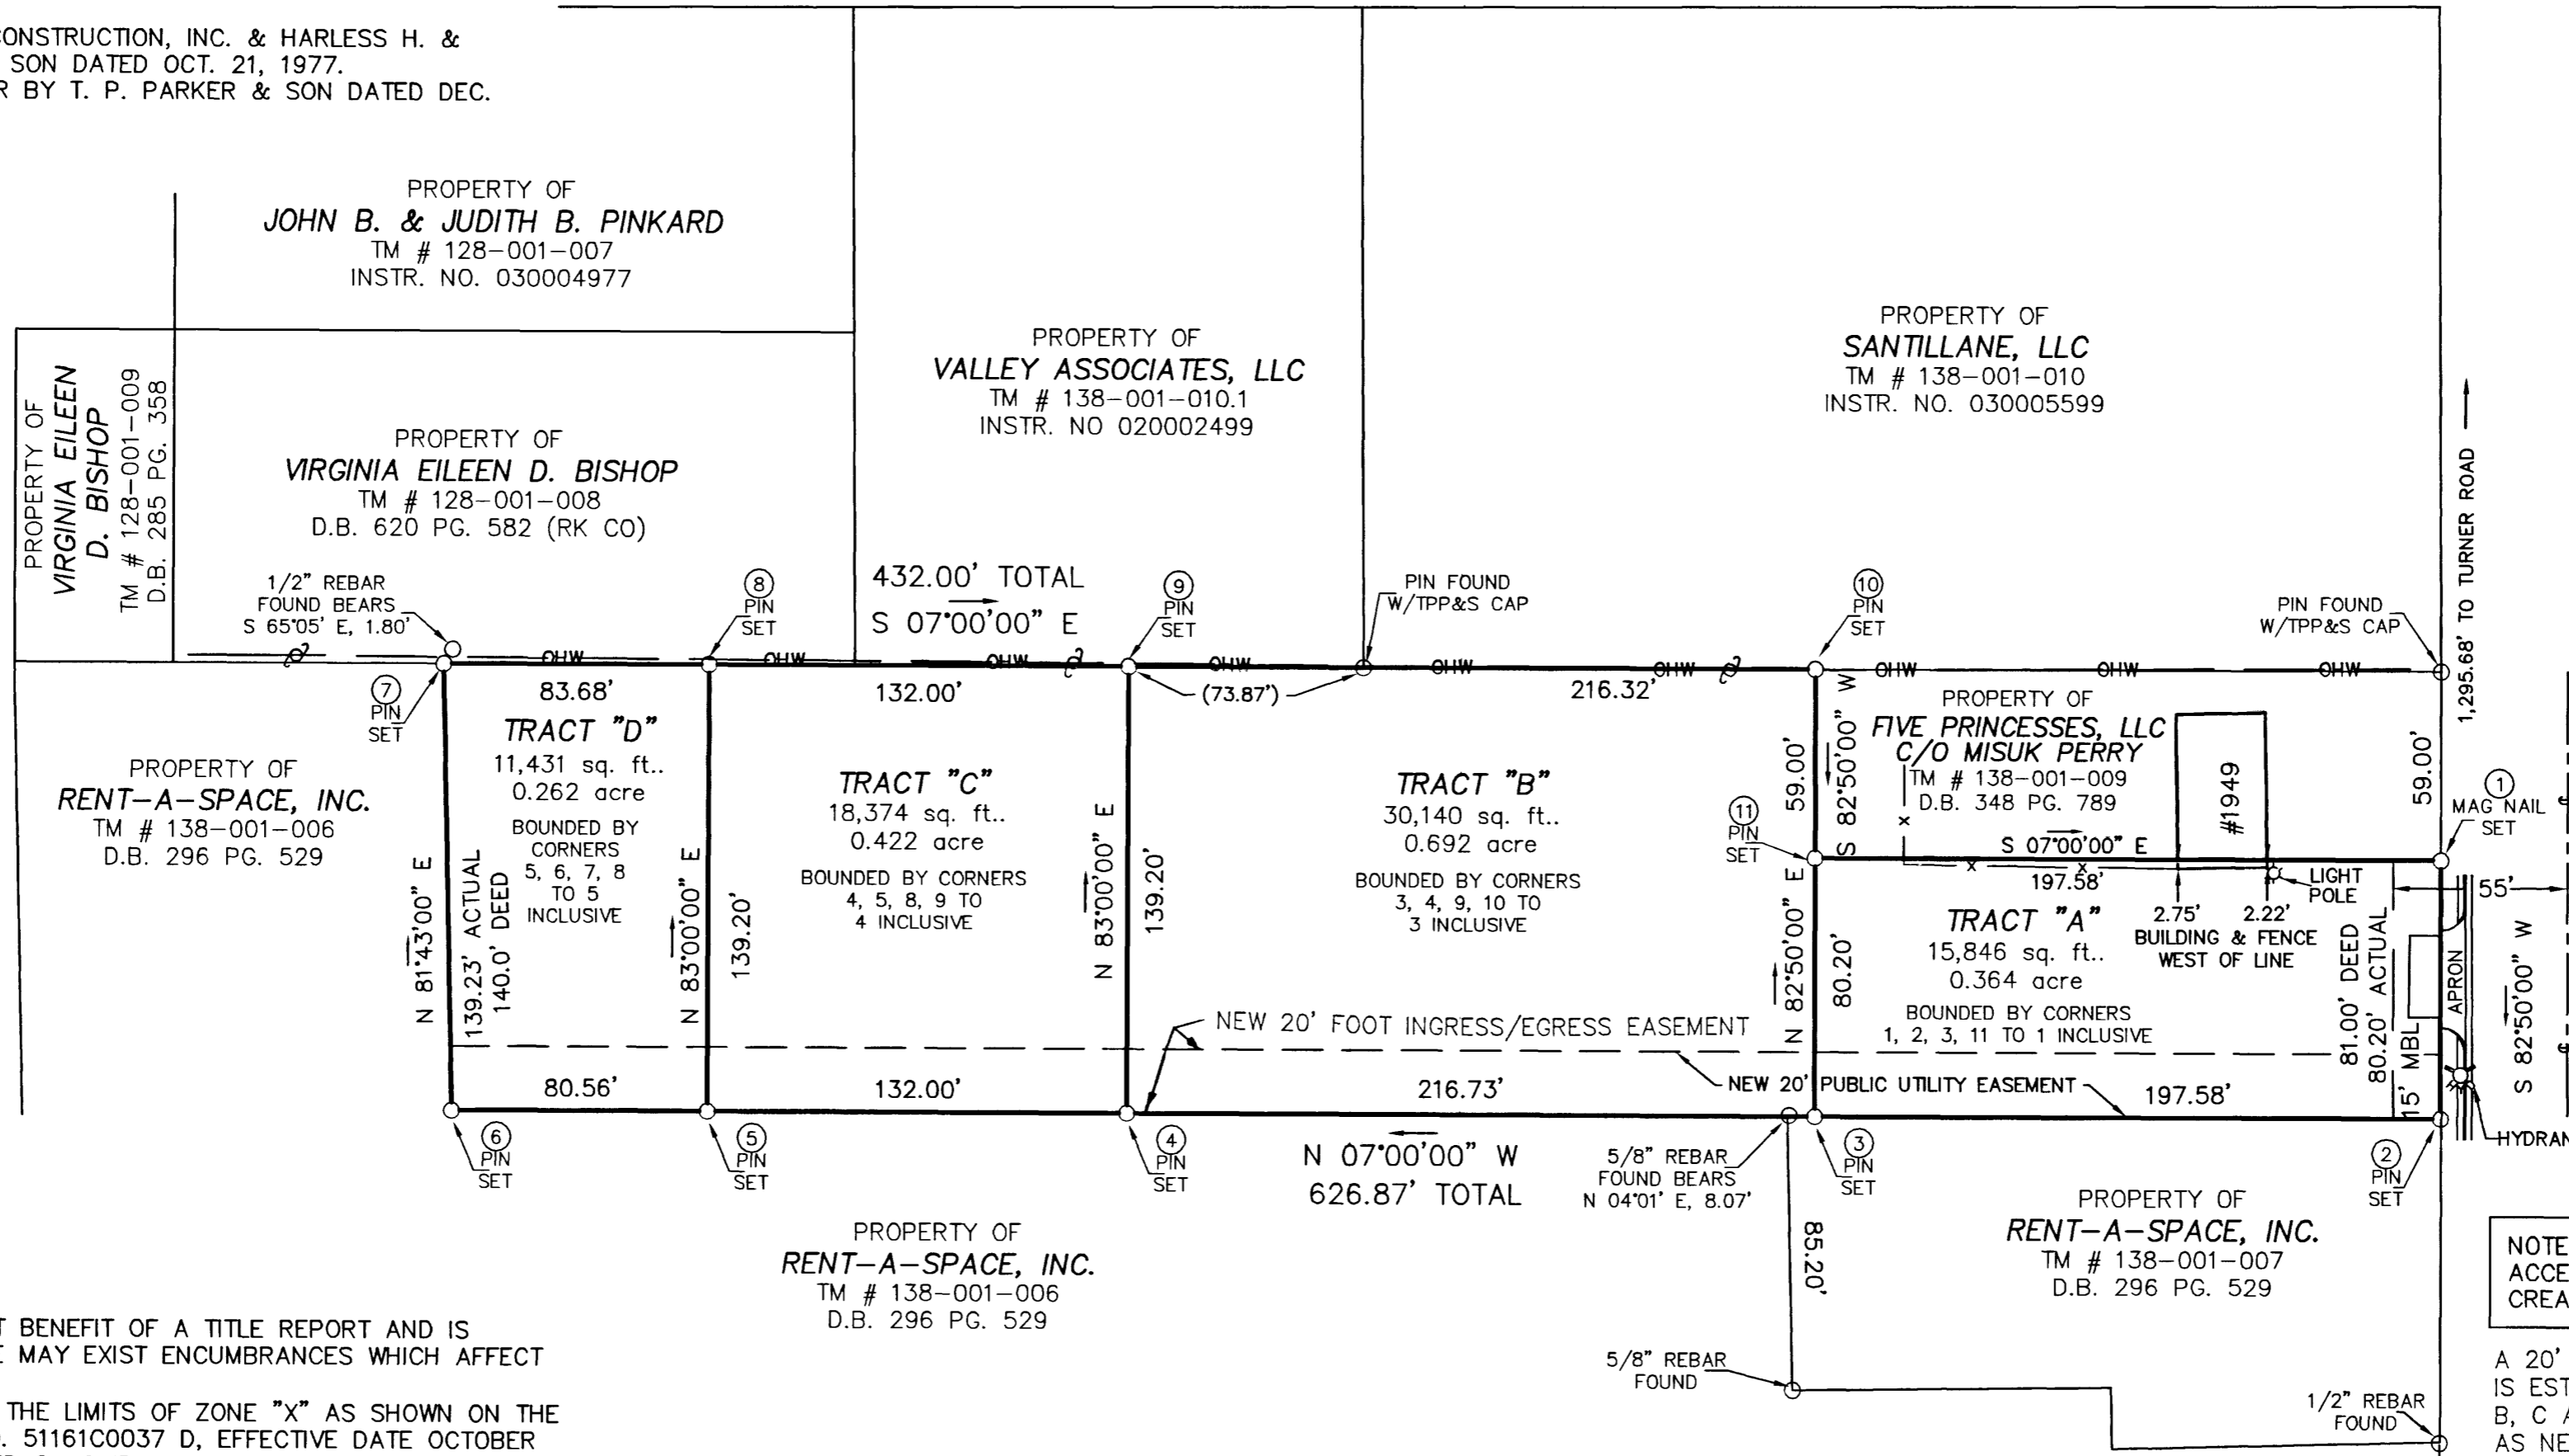 CONSTRUCTION, INC. & HARLESS H. &
SON DATED OCT. 21, 1977.
BY T. P. PARKER & SON DATED DEC.
PROPERTY OF
JOHN B. & JUDITH B. PINKARD
TM # 128-001-007
INSTR. NO. 030004977
PROPERTY OF
VIRGINIA EILEEN
D. BISHOP
TM # 128-001-009
D.B. 285 PG. 358
PROPERTY OF
VIRGINIA EILEEN D. BISHOP
TM # 128-001-008
D.B. 620 PG. 582 (RK CO)
PROPERTY OF
VALLEY ASSOCIATES, LLC
TM # 138-001-010.1
INSTR. NO 020002499
PROPERTY OF
SANTILLANE, LLC
TM # 138-001-010
INSTR. NO. 030005599
1,295.68' TO TURNER ROAD
1/2" REBAR
FOUND BEARS
S 65°05' E, 1.80'
8
PIN
SET
432.00' TOTAL
S 07°00'00" E
9
PIN
SET
PIN FOUND
W/TPP&S CAP
10
PIN
SET
PIN FOUND
W/TPP&S CAP
OHW
OHW
OHW
OHW
OHW
OHW
OHW
OHW
OHW
7
PIN
SET
83.68'
132.00'
(73.87')
216.32'
PROPERTY OF
RENT-A-SPACE, INC.
TM # 138-001-006
D.B. 296 PG. 529
N 81°43'00" E
139.23' ACTUAL
140.0' DEED
TRACT "D"
11,431 sq. ft..
0.262 acre
BOUNDED BY
CORNERS
5, 6, 7, 8
TO 5
INCLUSIVE
N 83°00'00" E
139.20'
TRACT "C"
18,374 sq. ft..
0.422 acre
BOUNDED BY CORNERS
4, 5, 8, 9 TO
4 INCLUSIVE
N 83°00'00" E
139.20'
TRACT "B"
30,140 sq. ft..
0.692 acre
BOUNDED BY CORNERS
3, 4, 9, 10 TO
3 INCLUSIVE
59.00'
S 82°50'00" W
11
PIN
SET
N 82°50'00" E
80.20'
PROPERTY OF
FIVE PRINCESSES, LLC
C/O MISUK PERRY
TM # 138-001-009
D.B. 348 PG. 789
#1949
59.00'
1
MAG NAIL
SET
S 07°00'00" E
197.58'
LIGHT
POLE
55'
2.75'
2.22'
BUILDING & FENCE
WEST OF LINE
TRACT "A"
15,846 sq. ft..
0.364 acre
BOUNDED BY CORNERS
1, 2, 3, 11 TO 1 INCLUSIVE
81.00' DEED
80.20' ACTUAL
15' MBL
APRON
S 82°50'00" W
NEW 20' FOOT INGRESS/EGRESS EASEMENT
NEW 20' PUBLIC UTILITY EASEMENT
80.56'
132.00'
216.73'
197.58'
6
PIN
SET
5
PIN
SET
4
PIN
SET
N 07°00'00" W
626.87' TOTAL
5/8" REBAR
FOUND BEARS
N 04°01' E, 8.07'
3
PIN
SET
2
PIN
SET
HYDRAN
85.20'
PROPERTY OF
RENT-A-SPACE, INC.
TM # 138-001-006
D.B. 296 PG. 529
PROPERTY OF
RENT-A-SPACE, INC.
TM # 138-001-007
D.B. 296 PG. 529
5/8" REBAR
FOUND
1/2" REBAR
FOUND
NOTE
ACCE
CREA
A 20'
IS EST
B, C A
AS NE
BENEFIT OF A TITLE REPORT AND IS
MAY EXIST ENCUMBRANCES WHICH AFFECT
THE LIMITS OF ZONE "X" AS SHOWN ON THE
51161C0037 D, EFFECTIVE DATE OCTOBER